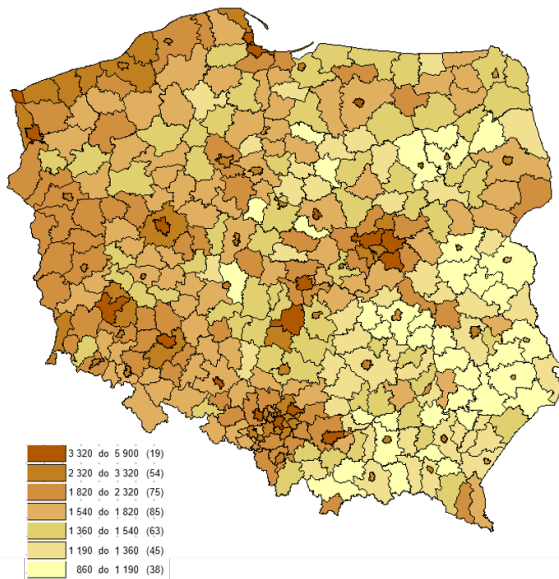 3 320 do 5 900 (19)
2 320 do 3 320 (54)
1 820 do 2 320 (75)
1 540 do 1 820 (85)
1 360 do 1 540 (63)
1 190 do 1 360 (45)
860 do 1 190 (38)